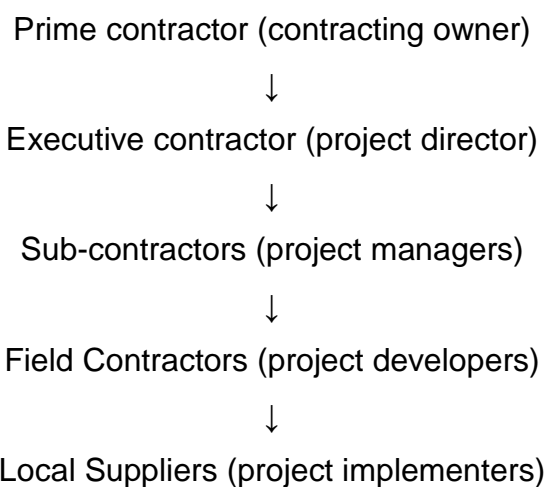 Prime contractor (contracting owner)
↓
Executive contractor (project director)
↓
Sub-contractors (project managers)
↓
Field Contractors (project developers)
↓
Local Suppliers (project implementers)